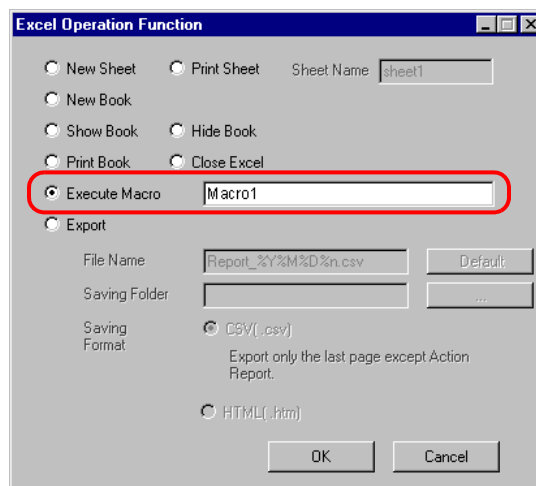 Excel Operation Function
New Sheet Print Sheet Sheet Name sheet1
New Book
Show Book Hide Book
Print Book Close Excel
Execute Macro Macro1
Export
File Name Report_%Y%M%D%n.csv Default
Saving Folder ...
Saving Format CSV( .csv)
Export only the last page except Action
Report.
HTML( .htm)
OK Cancel